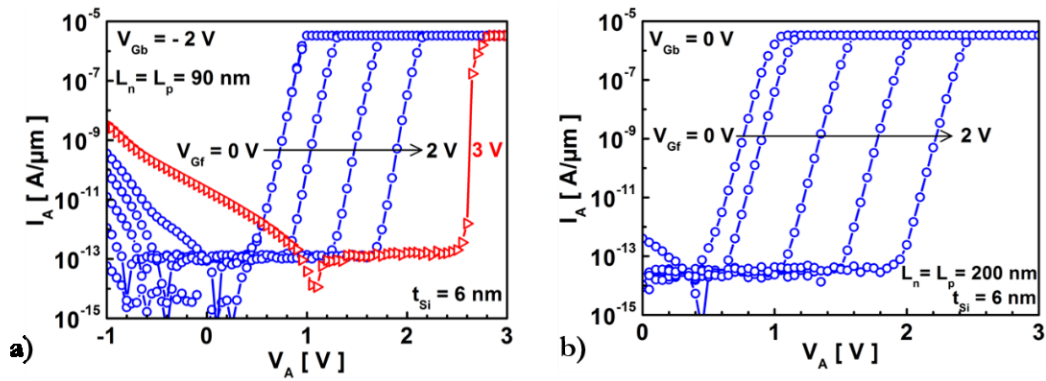 10⁻⁵
10⁻⁷
10⁻⁹
10⁻¹¹
10⁻¹³
10⁻¹⁵
I_A [ A/µm ]
V_Gb = - 2 V
L_n = L_p = 90 nm
V_Gf = 0 V
2 V
3 V
t_Si = 6 nm
-1 0 1 2 3
V_A [ V ]
a)
10⁻⁵
10⁻⁷
10⁻⁹
10⁻¹¹
10⁻¹³
10⁻¹⁵
I_A [ A/µm ]
V_Gb = 0 V
V_Gf = 0 V
2 V
L_n = L_p = 200 nm
t_Si = 6 nm
0 1 2 3
V_A [ V ]
b)